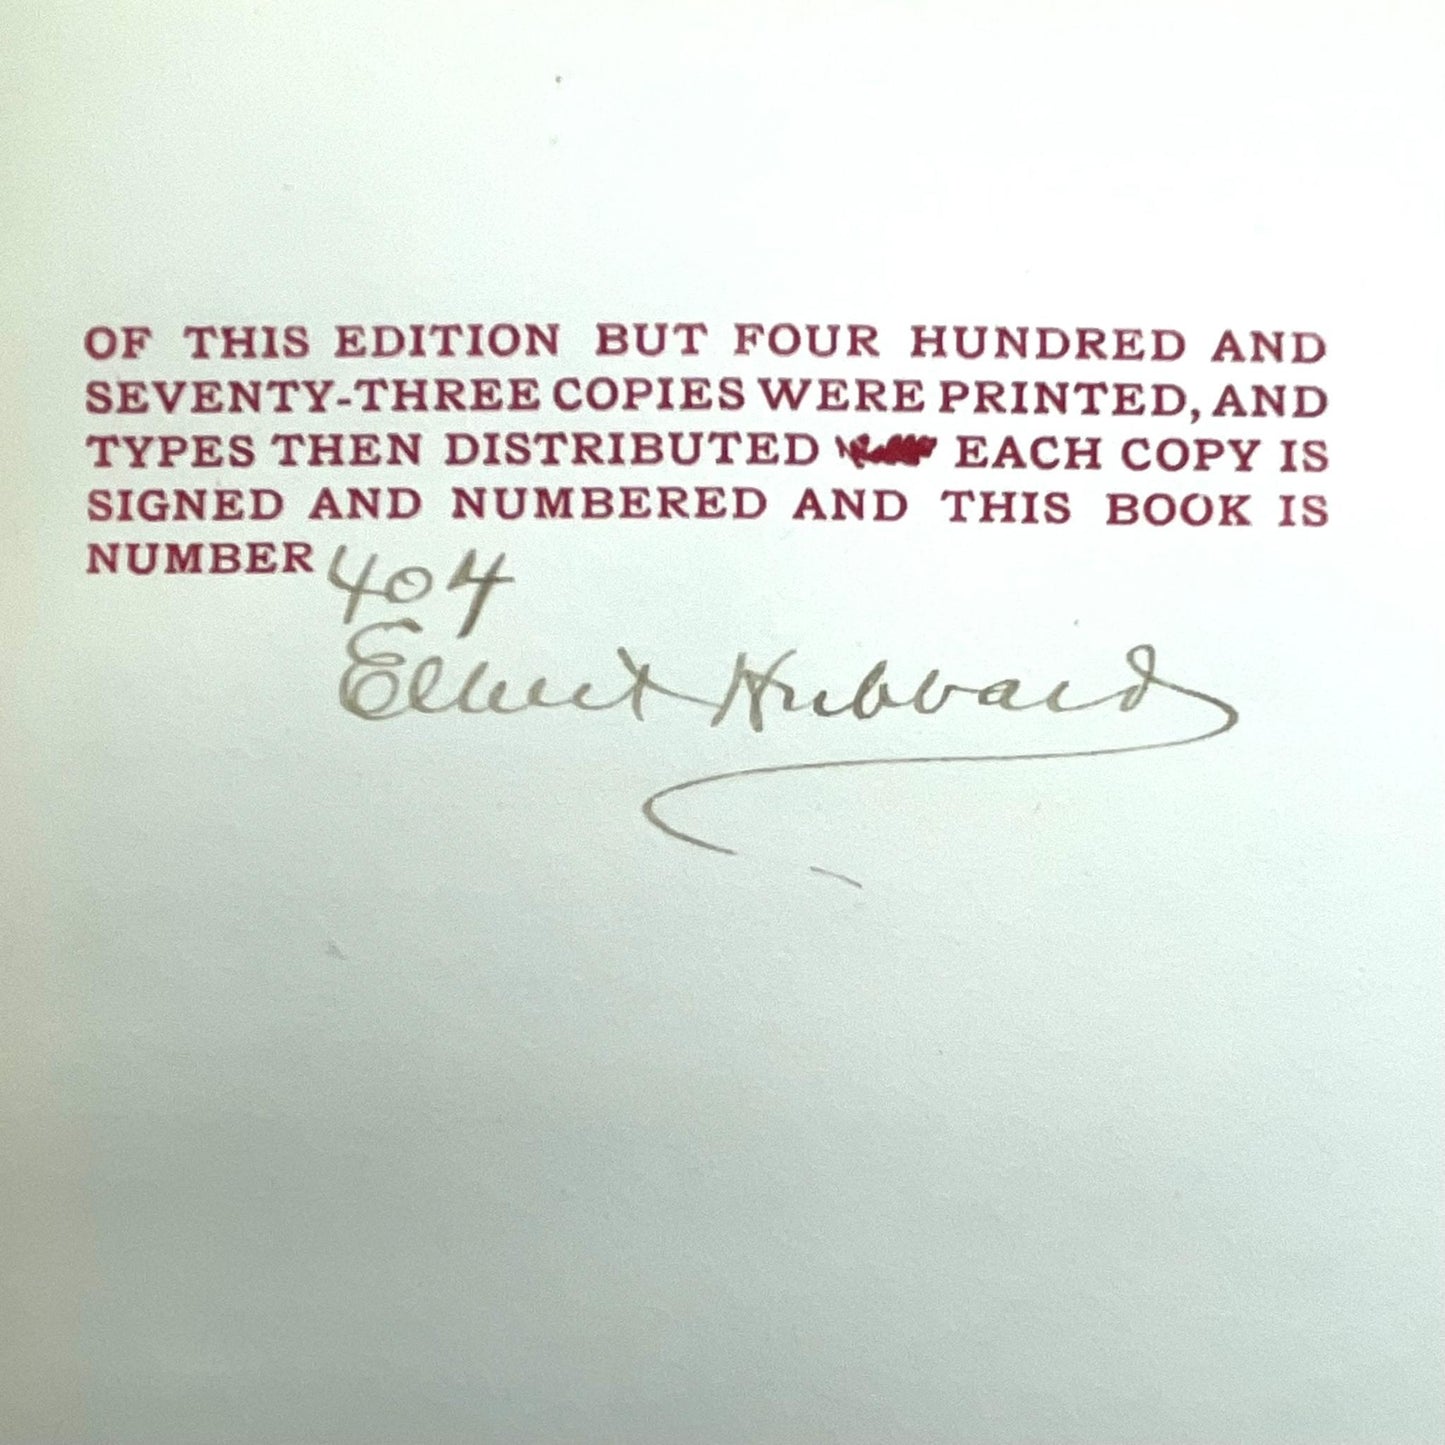 OF THIS EDITION BUT FOUR HUNDRED AND
SEVENTY-THREE COPIES WERE PRINTED, AND
TYPES THEN DISTRIBUTED EACH COPY IS
SIGNED AND NUMBERED AND THIS BOOK IS
NUMBER 404
Elbert Hubbard